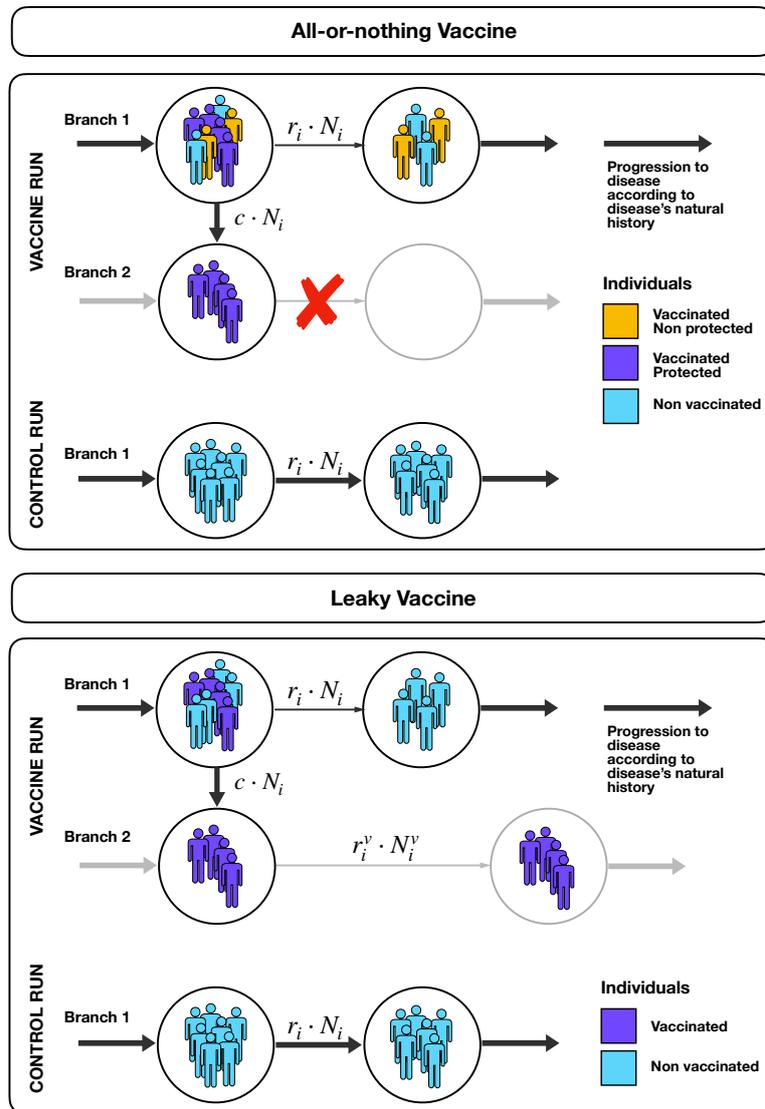 All-or-nothing Vaccine
VACCINE RUN
Branch 1
r_i · N_i
Progression to
disease
according to
disease's natural
history
c · N_i
Branch 2
Individuals
Vaccinated
Non protected
Vaccinated
Protected
Non vaccinated
CONTROL RUN
Branch 1
r_i · N_i
Leaky Vaccine
VACCINE RUN
Branch 1
r_i · N_i
Progression to
disease
according to
disease's natural
history
c · N_i
Branch 2
r_i^v · N_i^v
CONTROL RUN
Branch 1
r_i · N_i
Individuals
Vaccinated
Non vaccinated